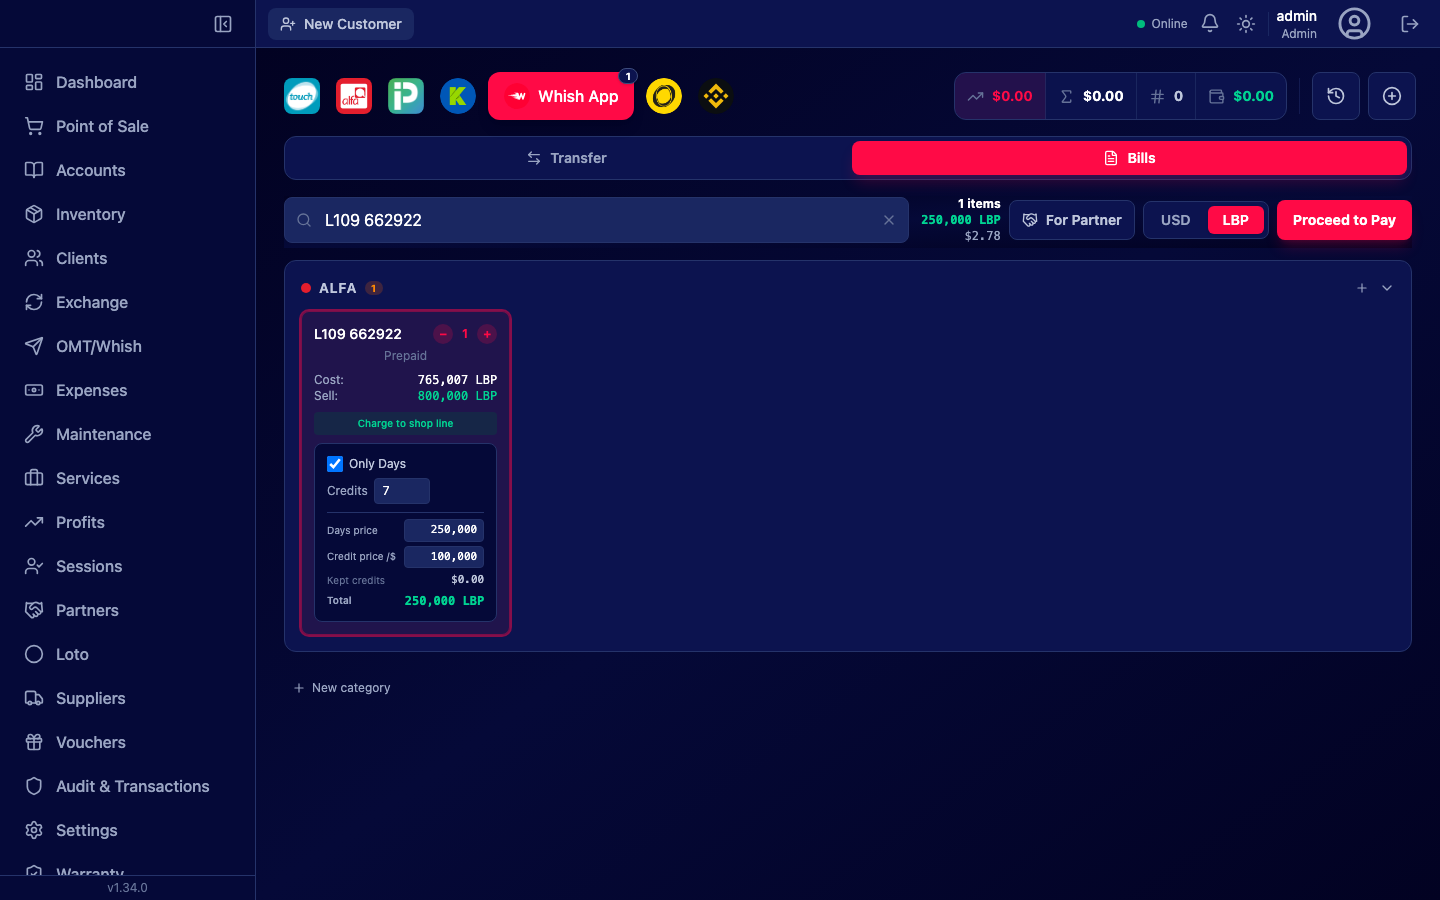 New Customer
Online
admin
Admin
Dashboard
Point of Sale
Accounts
Inventory
Clients
Exchange
OMT/Whish
Expenses
Maintenance
Services
Profits
Sessions
Partners
Loto
Suppliers
Vouchers
Audit & Transactions
Settings
Warranty
v1.34.0
touch
alfa
Whish App
1
$0.00
$0.00
0
$0.00
Transfer
Bills
L109 662922
1 items
250,000 LBP
$2.78
For Partner
USD
LBP
Proceed to Pay
ALFA
1
L109 662922
1
Prepaid
Cost: 765,007 LBP
Sell: 800,000 LBP
Charge to shop line
Only Days
Credits 7
Days price 250,000
Credit price /$ 100,000
Kept credits $0.00
Total 250,000 LBP
New category